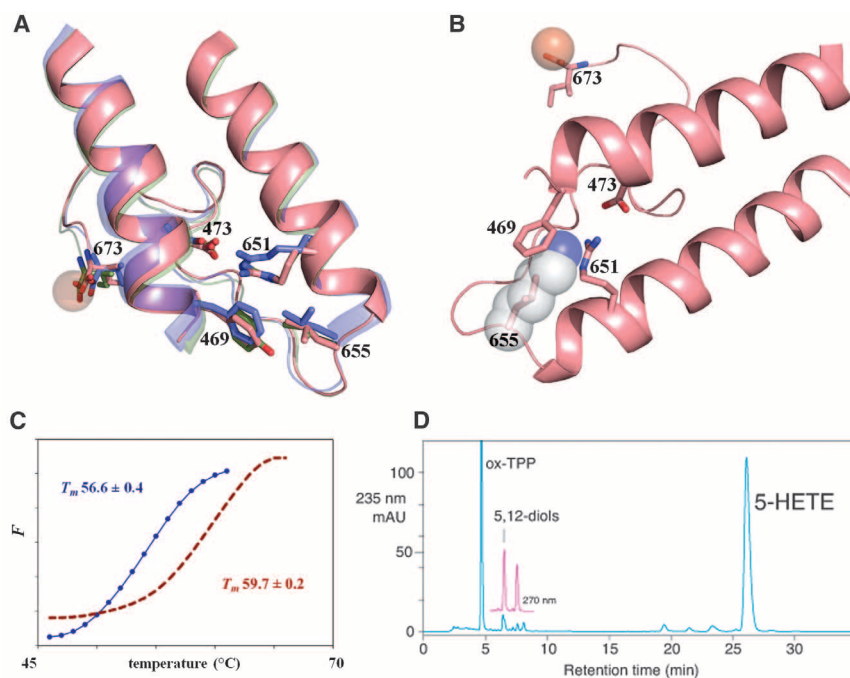 A
673
473
651
469
655
B
673
473
469
651
655
C
Tm 56.6 ± 0.4
F
Tm 59.7 ± 0.2
45
temperature (°C)
70
D
100
235 nm
mAU
50
0
ox-TPP
5,12-diols
270 nm
5-HETE
0 5 10 15 20 25 30
Retention time (min)